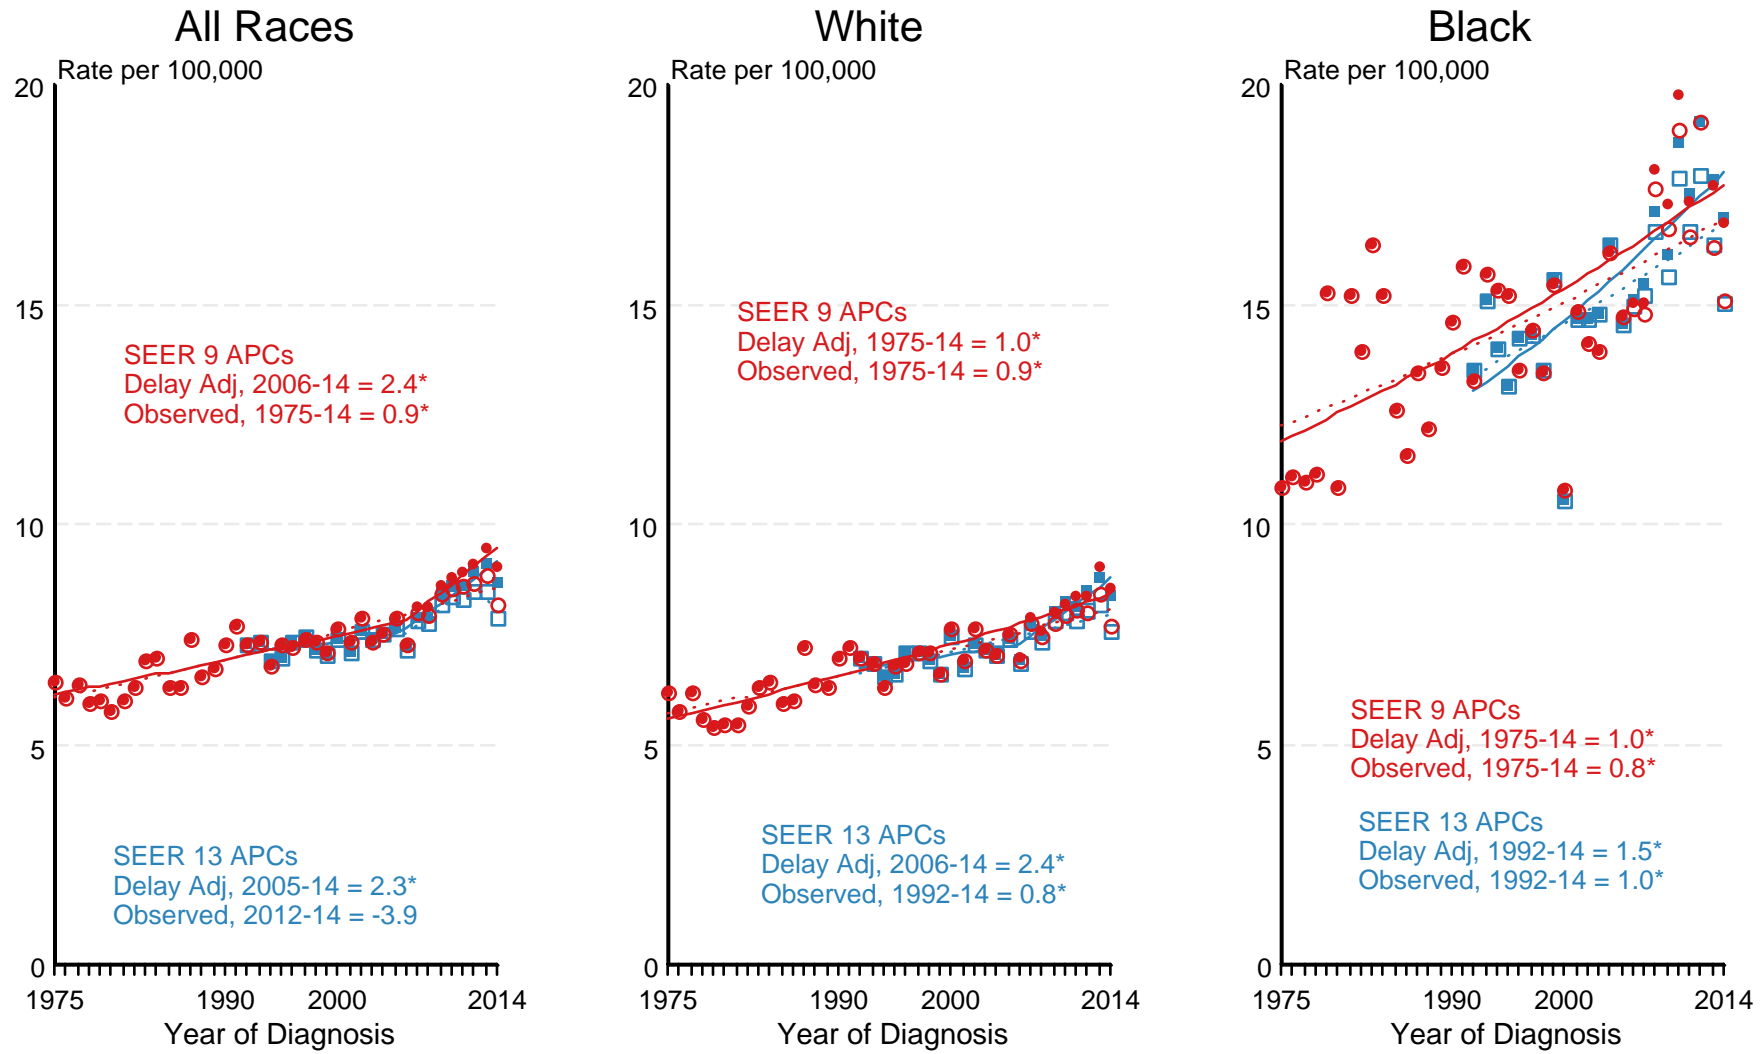 All Races
Rate per 100,000
20
15
10
5
0
SEER 9 APCs
Delay Adj, 2006-14 = 2.4*
Observed, 1975-14 = 0.9*
SEER 13 APCs
Delay Adj, 2005-14 = 2.3*
Observed, 2012-14 = -3.9
1975 1990 2000 2014
Year of Diagnosis
White
Rate per 100,000
20
15
10
5
0
SEER 9 APCs
Delay Adj, 1975-14 = 1.0*
Observed, 1975-14 = 0.9*
SEER 13 APCs
Delay Adj, 2006-14 = 2.4*
Observed, 1992-14 = 0.8*
1975 1990 2000 2014
Year of Diagnosis
Black
Rate per 100,000
20
15
10
5
0
SEER 9 APCs
Delay Adj, 1975-14 = 1.0*
Observed, 1975-14 = 0.8*
SEER 13 APCs
Delay Adj, 1992-14 = 1.5*
Observed, 1992-14 = 1.0*
1975 1990 2000 2014
Year of Diagnosis